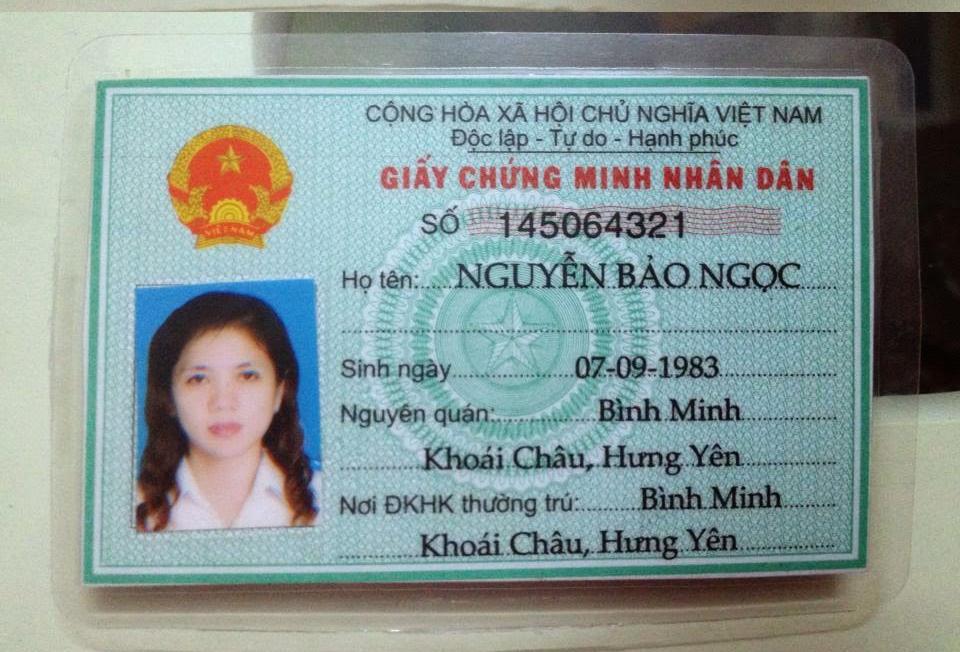 CỘNG HÒA XÃ HỘI CHỦ NGHĨA VIỆT NAM
Độc lập - Tự do - Hạnh phúc
GIẤY CHỨNG MINH NHÂN DÂN
SỐ 145064321
VIỆT NAM
Họ tên: NGUYỄN BẢO NGỌC
Sinh ngày 07-09-1983
Nguyên quán: Bình Minh
Khoái Châu, Hưng Yên
Nơi ĐKHK thường trú: Bình Minh
Khoái Châu, Hưng Yên